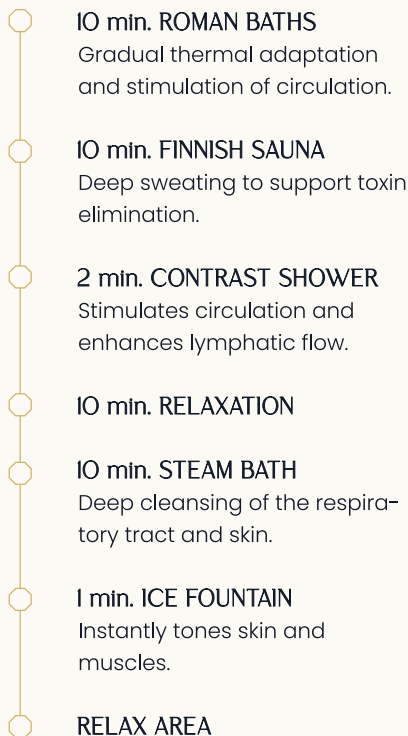 10 min. ROMAN BATHS
Gradual thermal adaptation
and stimulation of circulation.
10 min. FINNISH SAUNA
Deep sweating to support toxin
elimination.
2 min. CONTRAST SHOWER
Stimulates circulation and
enhances lymphatic flow.
10 min. RELAXATION
10 min. STEAM BATH
Deep cleansing of the respira-
tory tract and skin.
1 min. ICE FOUNTAIN
Instantly tones skin and
muscles.
RELAX AREA